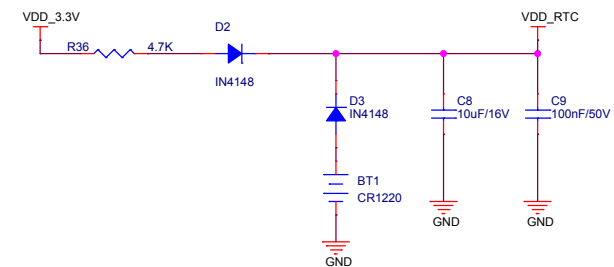 VDD_3.3V
VDD_RTC
D2
R36 4.7K
IN4148
D3
IN4148
C8
10uF/16V
C9
100nF/50V
BT1
CR1220
GND
GND
GND